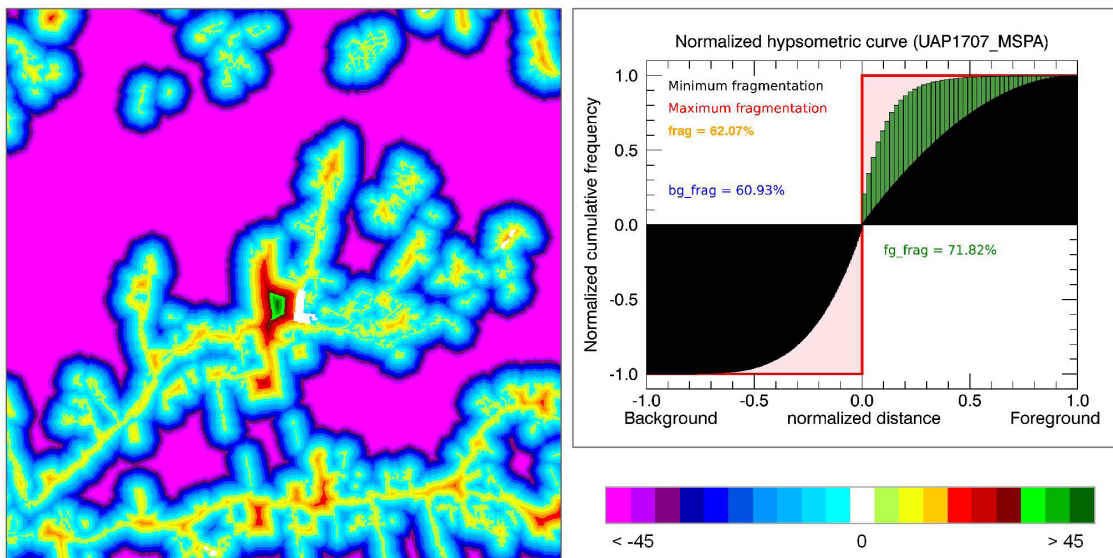 Normalized hypsometric curve (UAP1707_MSPA)
1.0
0.5
0.0
-0.5
-1.0
Normalized cumulative frequency
Minimum fragmentation
Maximum fragmentation
frag = 62.07%
bg_frag = 60.93%
fg_frag = 71.82%
-1.0 -0.5 0.0 0.5 1.0
Background normalized distance Foreground
< -45 0 > 45